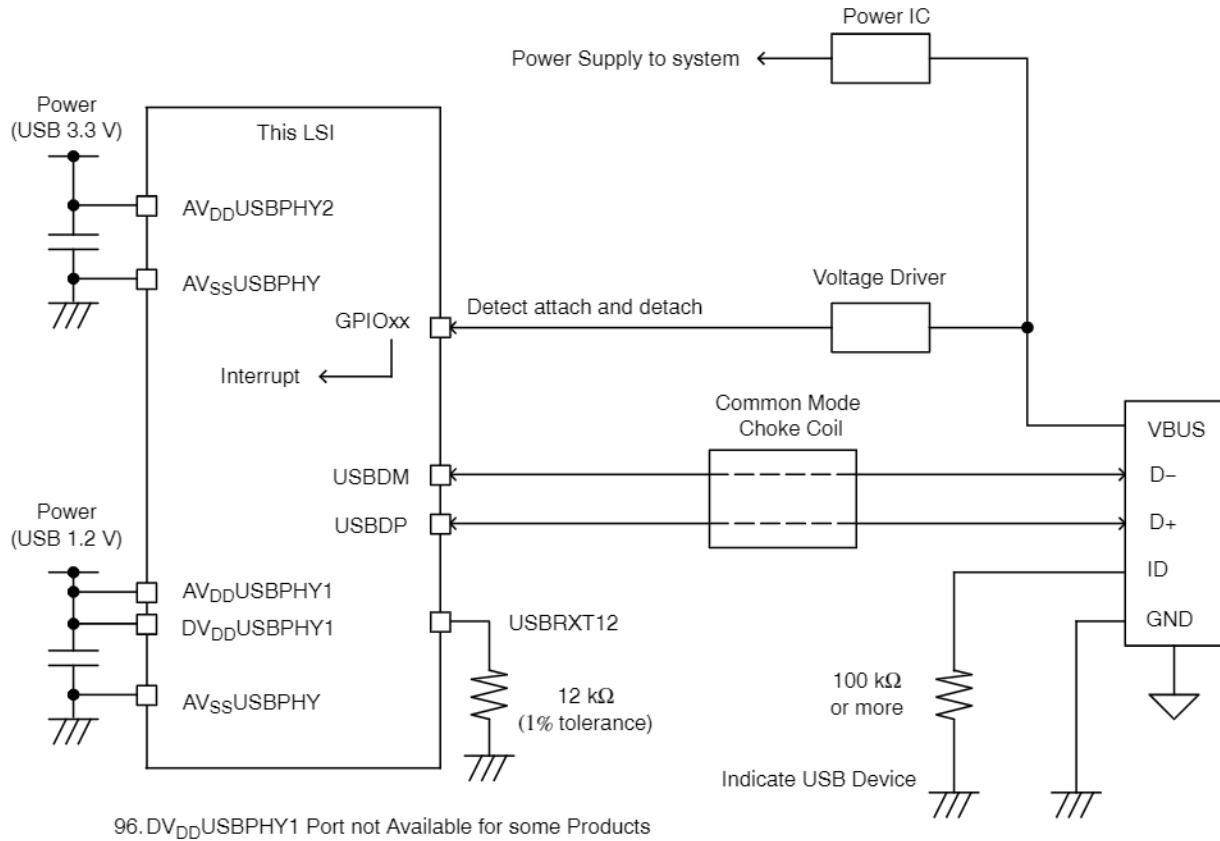 Power IC
Power Supply to system
Power
(USB 3.3 V)
This LSI
AVDDUSBPHY2
AVSSUSBPHY
GPIOxx
Interrupt
Detect attach and detach
Voltage Driver
Common Mode
Choke Coil
VBUS
D−
D+
ID
GND
USBDM
USBDP
Power
(USB 1.2 V)
AVDDUSBPHY1
DVDDUSBPHY1
AVSSUSBPHY
USBRXT12
12 kΩ
(1% tolerance)
100 kΩ
or more
Indicate USB Device
96.DVDDUSBPHY1 Port not Available for some Products